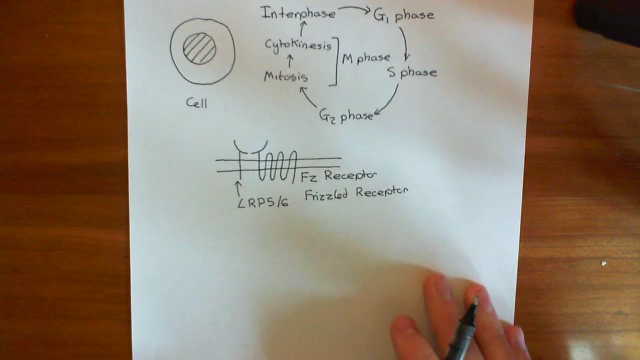 Interphase
G₁ phase
Cytokinesis
M phase
Mitosis
S phase
G₂ phase
Cell
Fz Receptor
Frizzled Receptor
LRP5/6